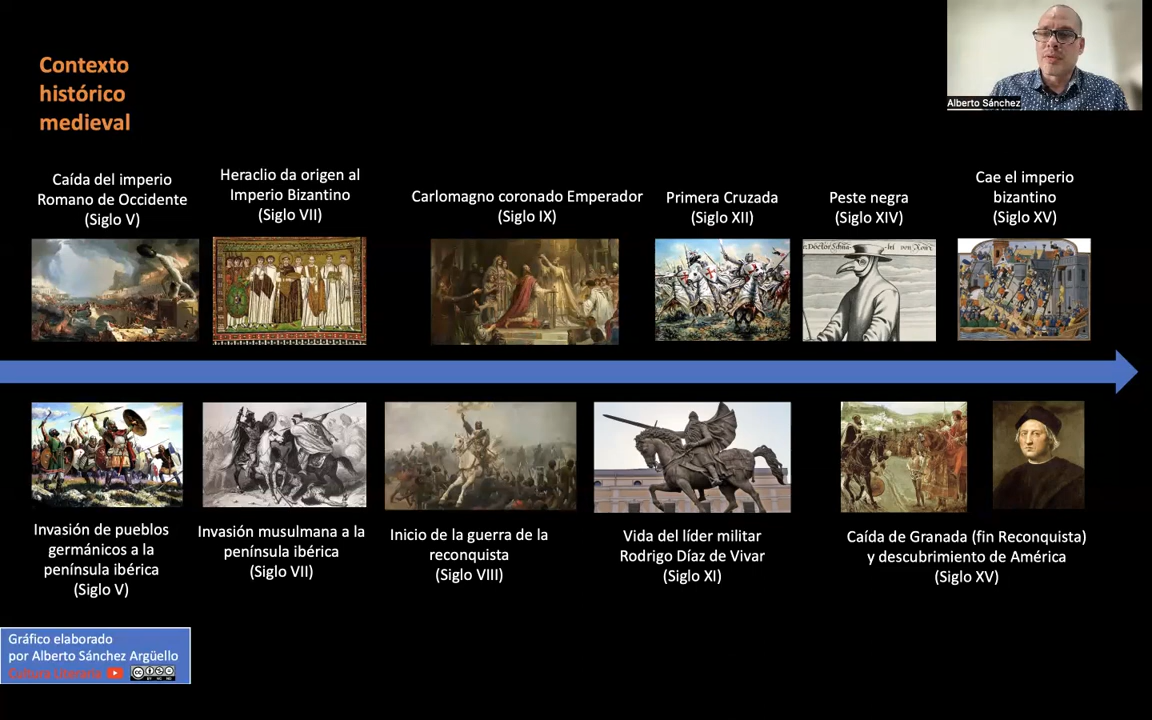 Contexto
histórico
medieval
Alberto Sánchez
Caída del imperio
Romano de Occidente
(Siglo V)
Heraclio da origen al
Imperio Bizantino
(Siglo VII)
Carlomagno coronado Emperador
(Siglo IX)
Primera Cruzada
(Siglo XII)
Peste negra
(Siglo XIV)
Cae el imperio
bizantino
(Siglo XV)
Invasión de pueblos
germánicos a la
península ibérica
(Siglo V)
Invasión musulmana a la
península ibérica
(Siglo VII)
Inicio de la guerra de la
reconquista
(Siglo VIII)
Vida del líder militar
Rodrigo Díaz de Vivar
(Siglo XI)
Caída de Granada (fin Reconquista)
y descubrimiento de América
(Siglo XV)
Gráfico elaborado
por Alberto Sánchez Argüello
Cultura Literaria